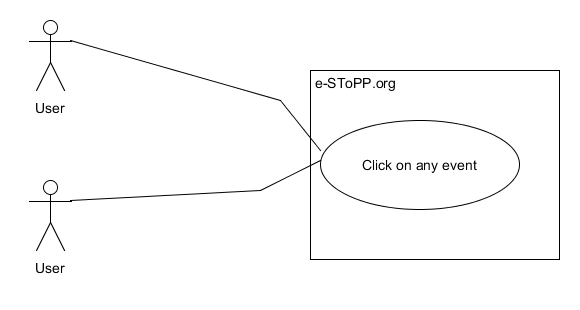 User
e-SToPP.org
Click on any event
User